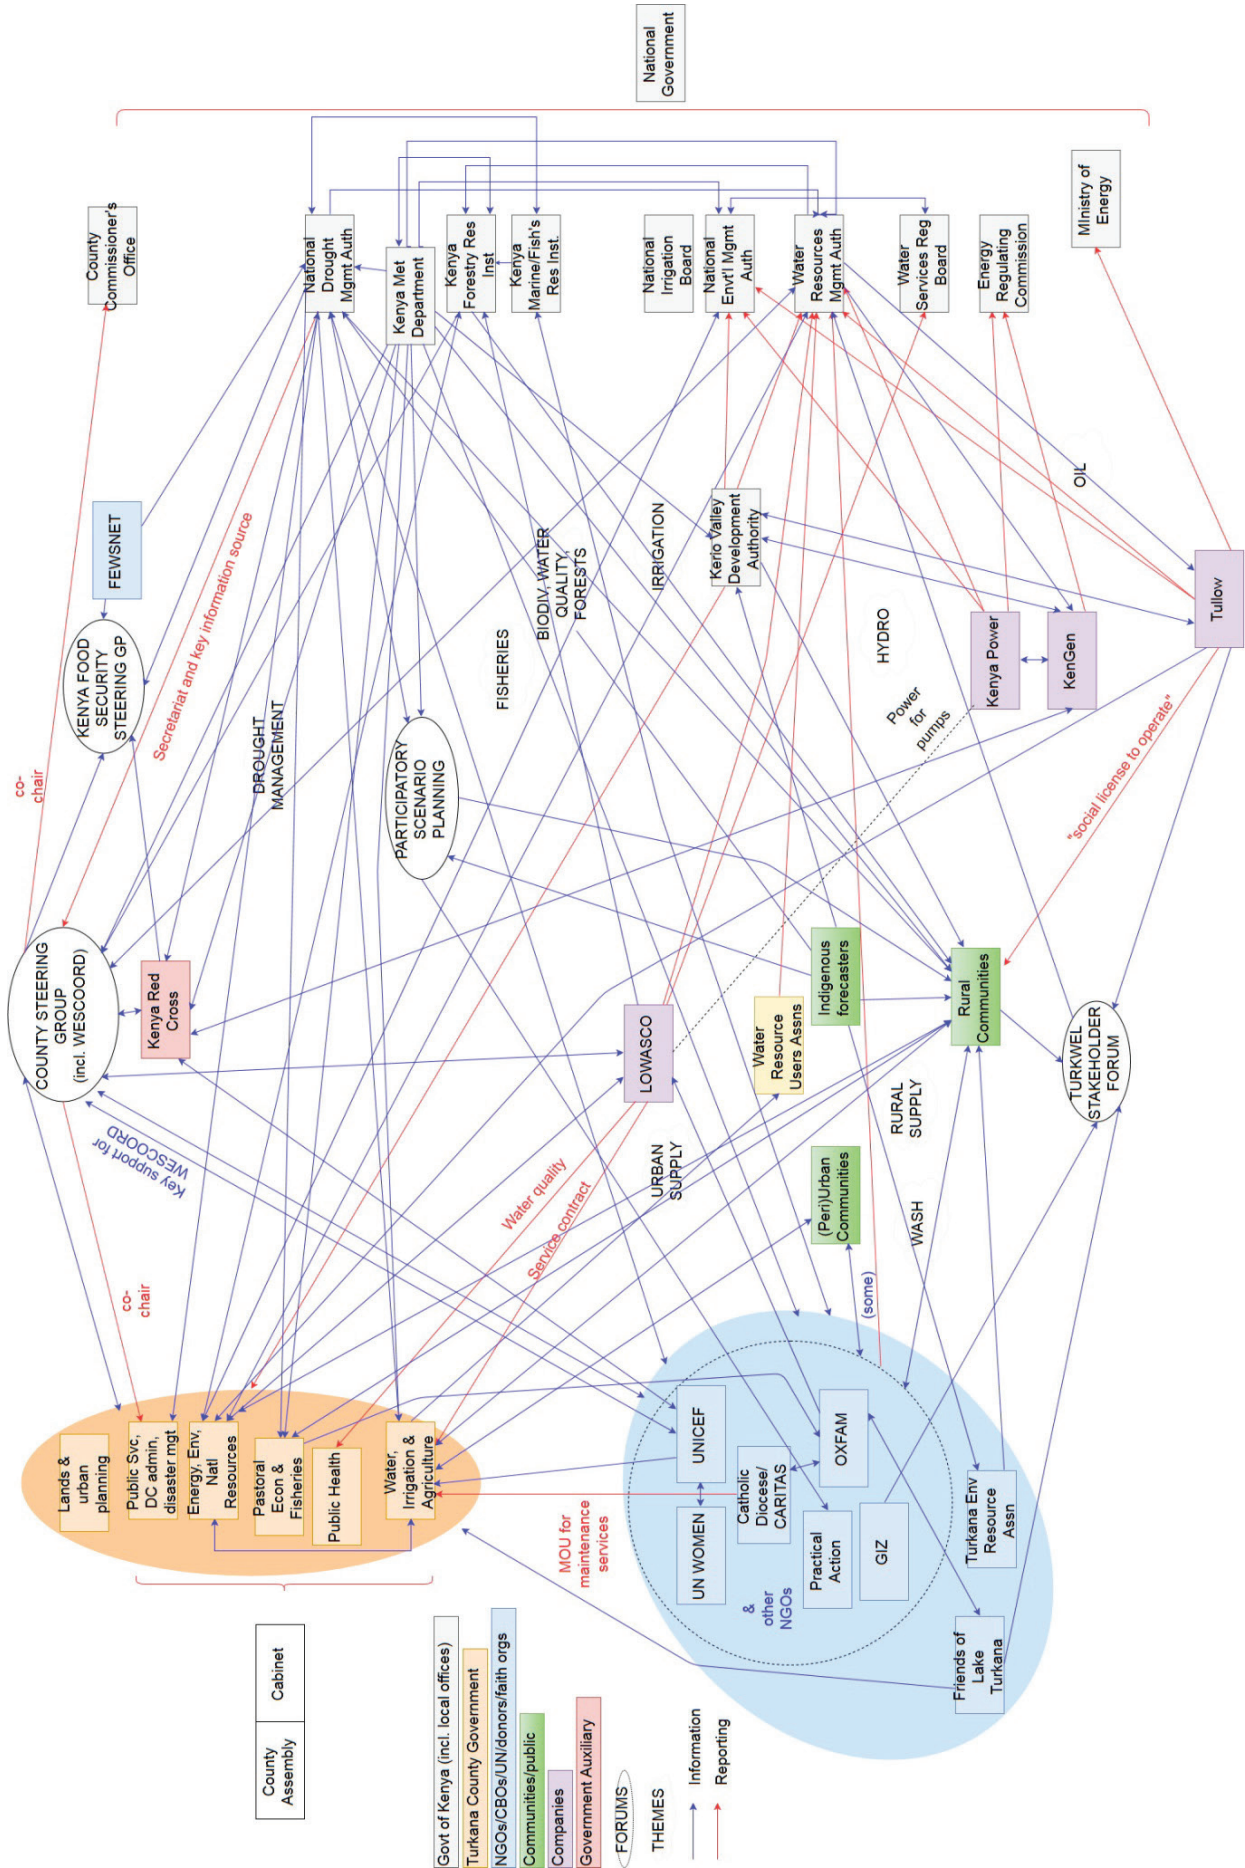 National
Government
County
Commissioner's
Office
National
Drought
Mgmt Auth
Kenya Met
Department
Kenya
Forestry Res
Inst
Kenya
Marine/Fish's
Res Inst.
National
Irrigation
Board
National
Envt'l Mgmt
Auth
Water
Resources
Mgmt Auth
Water
Services Reg
Board
Energy
Regulating
Commission
MInistry of
Energy
co-
chair
FEWSNET
KENYA FOOD
SECURITY
STEERING GP
Secretariat and key information source
DROUGHT
MANAGEMENT
PARTICIPATORY
SCENARIO
PLANNING
FISHERIES
BIODIV, WATER
QUALITY,
FORESTS
IRRIGATION
Kerio Valley
Development
Authority
HYDRO
OIL
Power
for
pumps
Kenya Power
KenGen
Tullow
"social license to operate"
COUNTY STEERING
GROUP
(incl. WESCOORD)
Kenya Red
Cross
LOWASCO
Water
Resource
Users Assns
Indigenous
forecasters
Rural
Communities
TURKWEL
STAKEHOLDER
FORUM
Key support for
WESCOORD
co-
chair
Water quality
Service contract
URBAN
SUPPLY
(Peri)Urban
Communities
RURAL
SUPPLY
WASH
(some)
Lands &
urban
planning
Public Svc,
DC admin,
disaster mgt
Energy, Env,
Natl
Resources
Pastoral
Econ &
Fisheries
Public Health
Water,
Irrigation &
Agriculture
MOU for
maintenance
services
UNICEF
UN WOMEN
Catholic
Diocese/
CARITAS
OXFAM
Practical
Action
GIZ
&
other
NGOs
Turkana Env
Resource
Assn
Friends of
Lake
Turkana
County
Assembly
Cabinet
Govt of Kenya (incl. local offices)
Turkana County Government
NGOs/CBOs/UN/donors/faith orgs
Communities/public
Companies
Government Auxiliary
FORUMS
THEMES
Information
Reporting